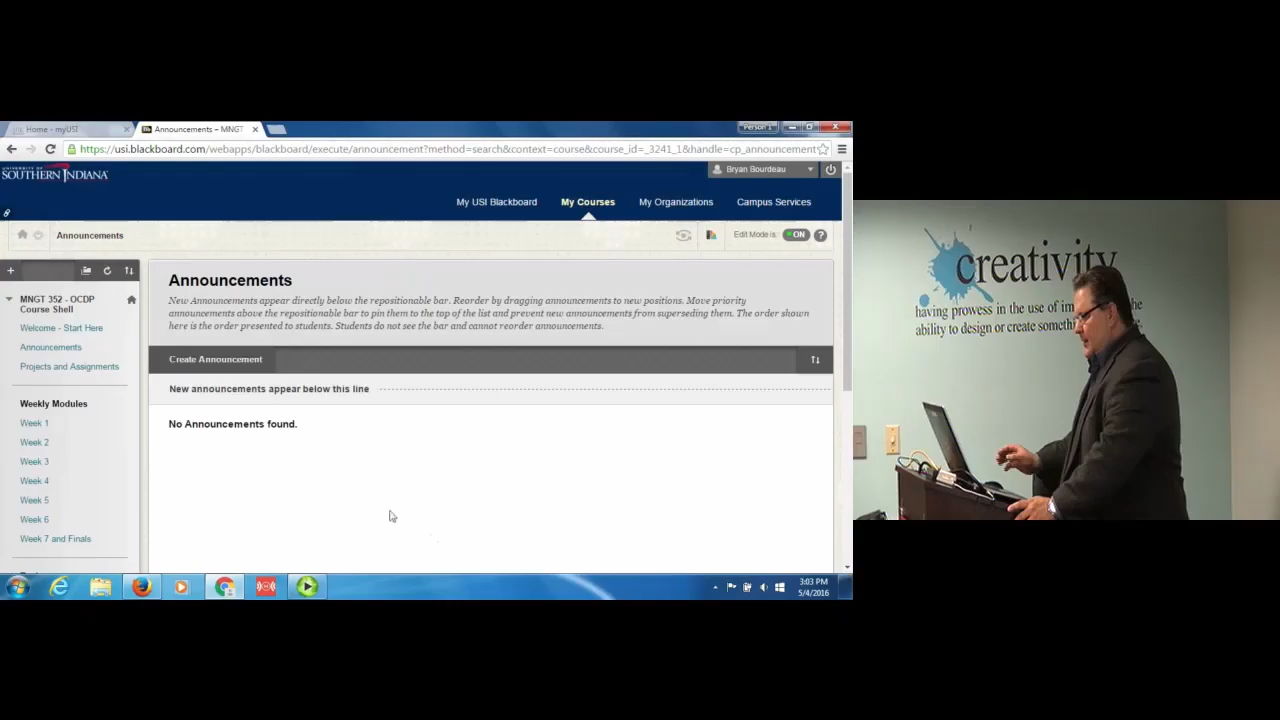 Home - myUSI
Announcements – MNGT
Person 1
https://usi.blackboard.com/webapps/blackboard/execute/announcement?method=search&context=course&course_id=_3241_1&handle=cp_announcement
UNIVERSITY OF
SOUTHERN INDIANA
Bryan Bourdeau
My USI Blackboard
My Courses
My Organizations
Campus Services
Announcements
Edit Mode is:
ON
?
MNGT 352 - OCDP
Course Shell
Welcome - Start Here
Announcements
Projects and Assignments
Weekly Modules
Week 1
Week 2
Week 3
Week 4
Week 5
Week 6
Week 7 and Finals
Announcements
New Announcements appear directly below the repositionable bar. Reorder by dragging announcements to new positions. Move priority
announcements above the repositionable bar to pin them to the top of the list and prevent new announcements from superseding them. The order shown
here is the order presented to students. Students do not see the bar and cannot reorder announcements.
Create Announcement
New announcements appear below this line
No Announcements found.
3:03 PM
5/4/2016
creativity
having prowess in the use of the
ability to design or create